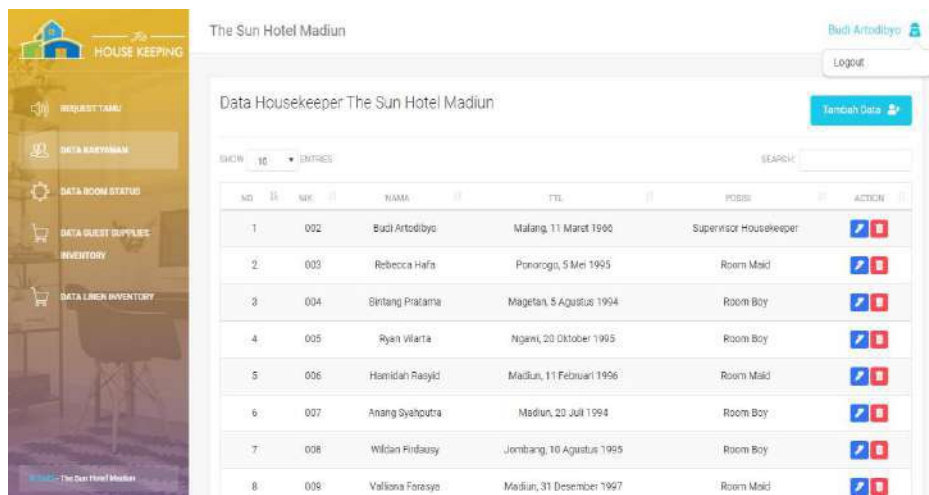 The
HOUSE KEEPING
REQUEST TAMU
DATA KARYAWAN
DATA ROOM STATUS
DATA GUEST SUPPLIES
INVENTORY
DATA LINEN INVENTORY
The Sun Hotel Madiun
The Sun Hotel Madiun
Budi Artodibyo
Logout
Data Housekeeper The Sun Hotel Madiun
Tambah Data
SHOW 10 ENTRIES
SEARCH:
NO NIK NAMA TTL POSISI ACTION
1 002 Budi Artodibyo Malang, 11 Maret 1966 Supervisor Housekeeper
2 003 Rebecca Hafa Ponorogo, 5 Mei 1995 Room Maid
3 004 Bintang Pratama Magetan, 5 Agustus 1994 Room Boy
4 005 Ryan Wiarta Ngawi, 20 Oktober 1995 Room Boy
5 006 Hamidah Rasyid Madiun, 11 Februari 1996 Room Maid
6 007 Anang Syahputra Madiun, 20 Juli 1994 Room Boy
7 008 Wildan Firdausy Jombang, 10 Agustus 1995 Room Boy
8 009 Valliana Farasya Madiun, 31 Desember 1997 Room Maid